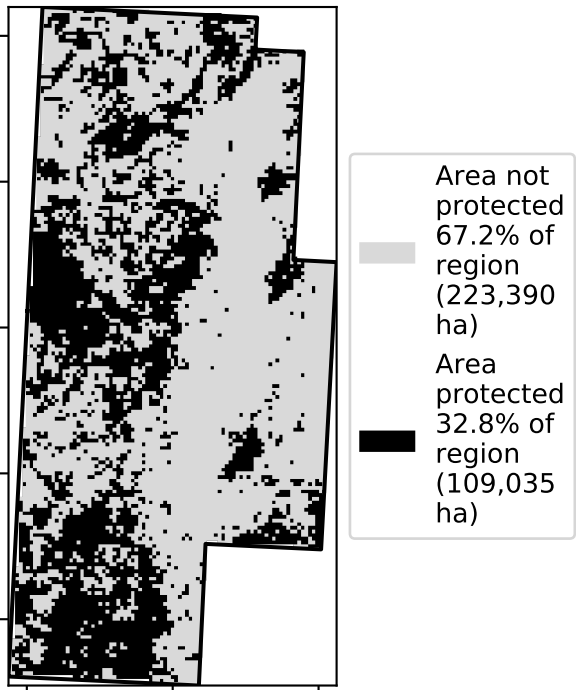 Area not
protected
67.2% of
region
(223,390
ha)
Area
protected
32.8% of
region
(109,035
ha)